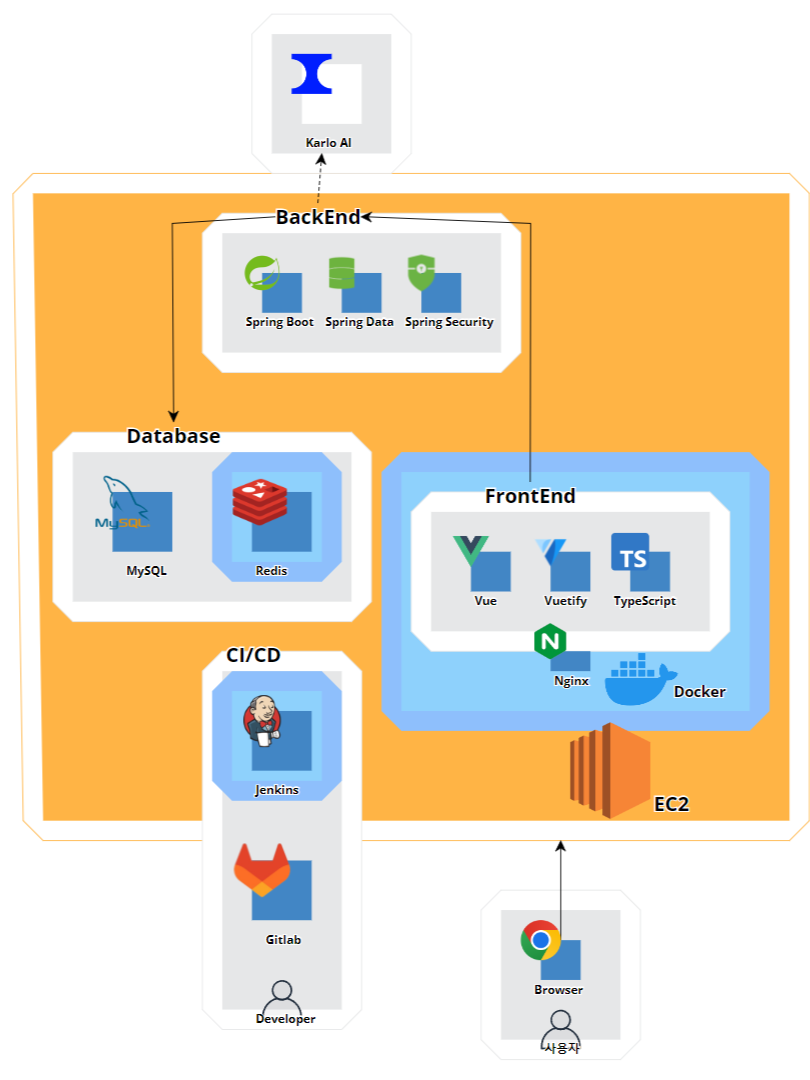 Karlo AI
BackEnd
Spring Boot
Spring Data
Spring Security
Database
MySQL
MySQL
Redis
FrontEnd
Vue
TS
Vuetify
TypeScript
N
Nginx
Docker
EC2
CI/CD
Jenkins
Gitlab
Developer
Browser
사용자